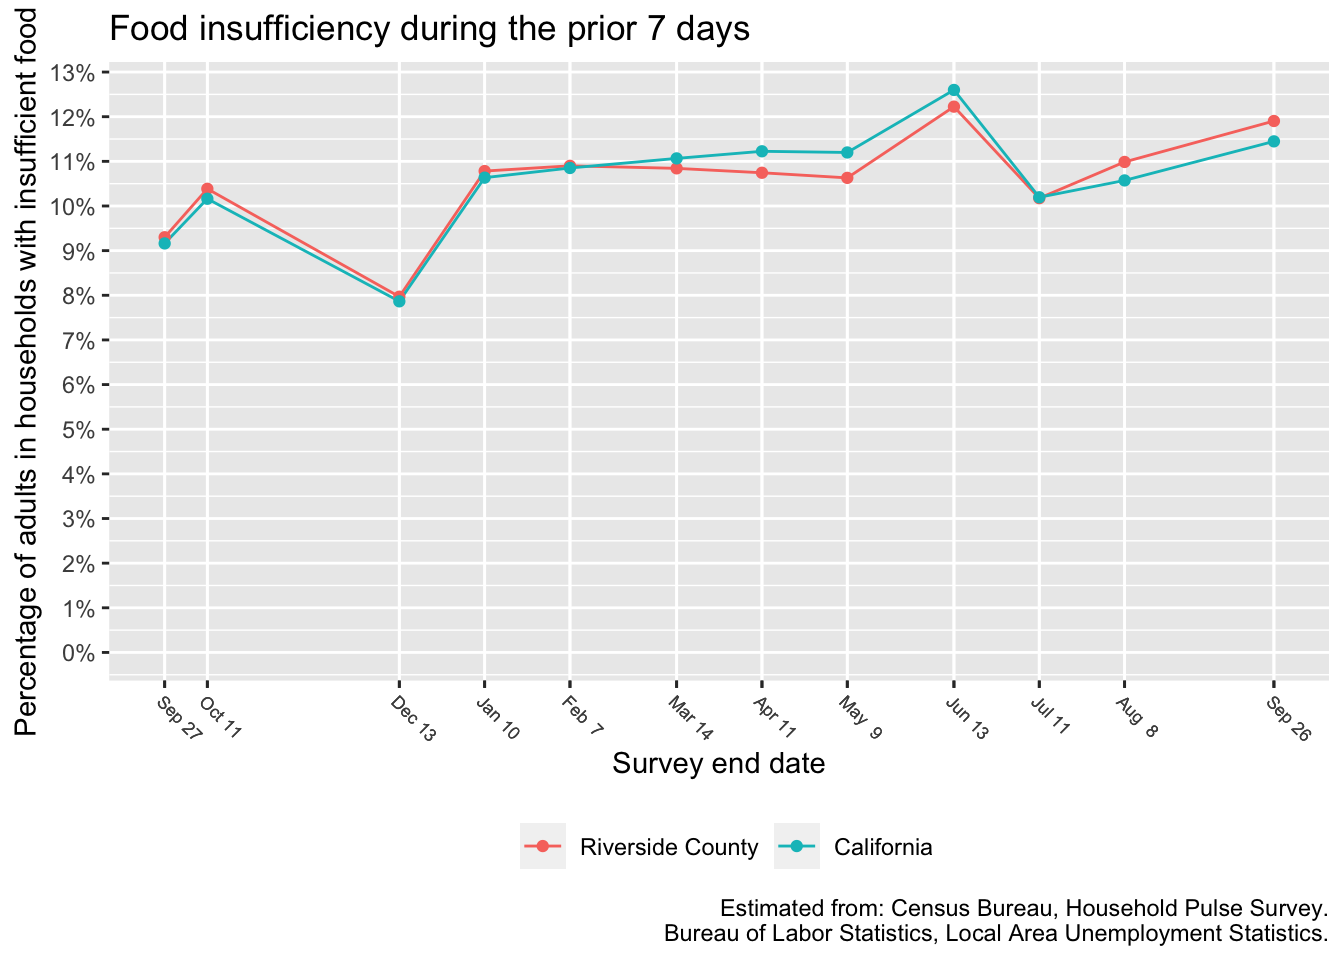 Food insufficiency during the prior 7 days
Percentage of adults in households with insufficient food
13%
12%
11%
10%
9%
8%
7%
6%
5%
4%
3%
2%
1%
0%
Sep 27
Oct 11
Dec 13
Jan 10
Feb 7
Mar 14
Apr 11
May 9
Jun 13
Jul 11
Aug 8
Sep 26
Survey end date
Riverside County
California
Estimated from: Census Bureau, Household Pulse Survey.
Bureau of Labor Statistics, Local Area Unemployment Statistics.